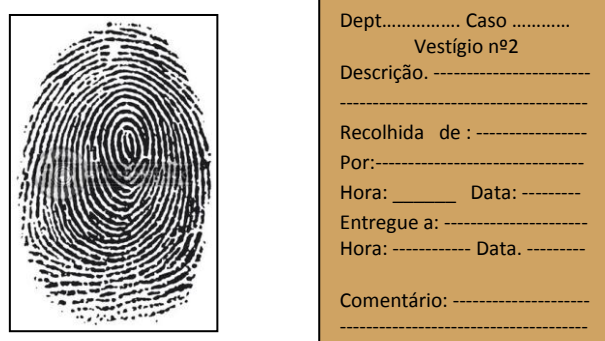 Dept................ Caso ............
Vestígio nº2
Descrição. ------------------------
--------------------------------------
Recolhida de : -----------------
Por:--------------------------------
Hora: ______ Data: ---------
Entregue a: ----------------------
Hora: ------------ Data. ---------
Comentário: ---------------------
--------------------------------------